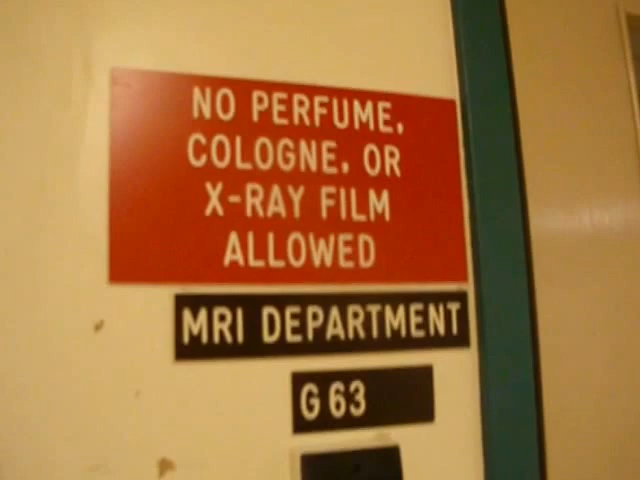 NO PERFUME,
COLOGNE, OR
X-RAY FILM
ALLOWED
MRI DEPARTMENT
G 63